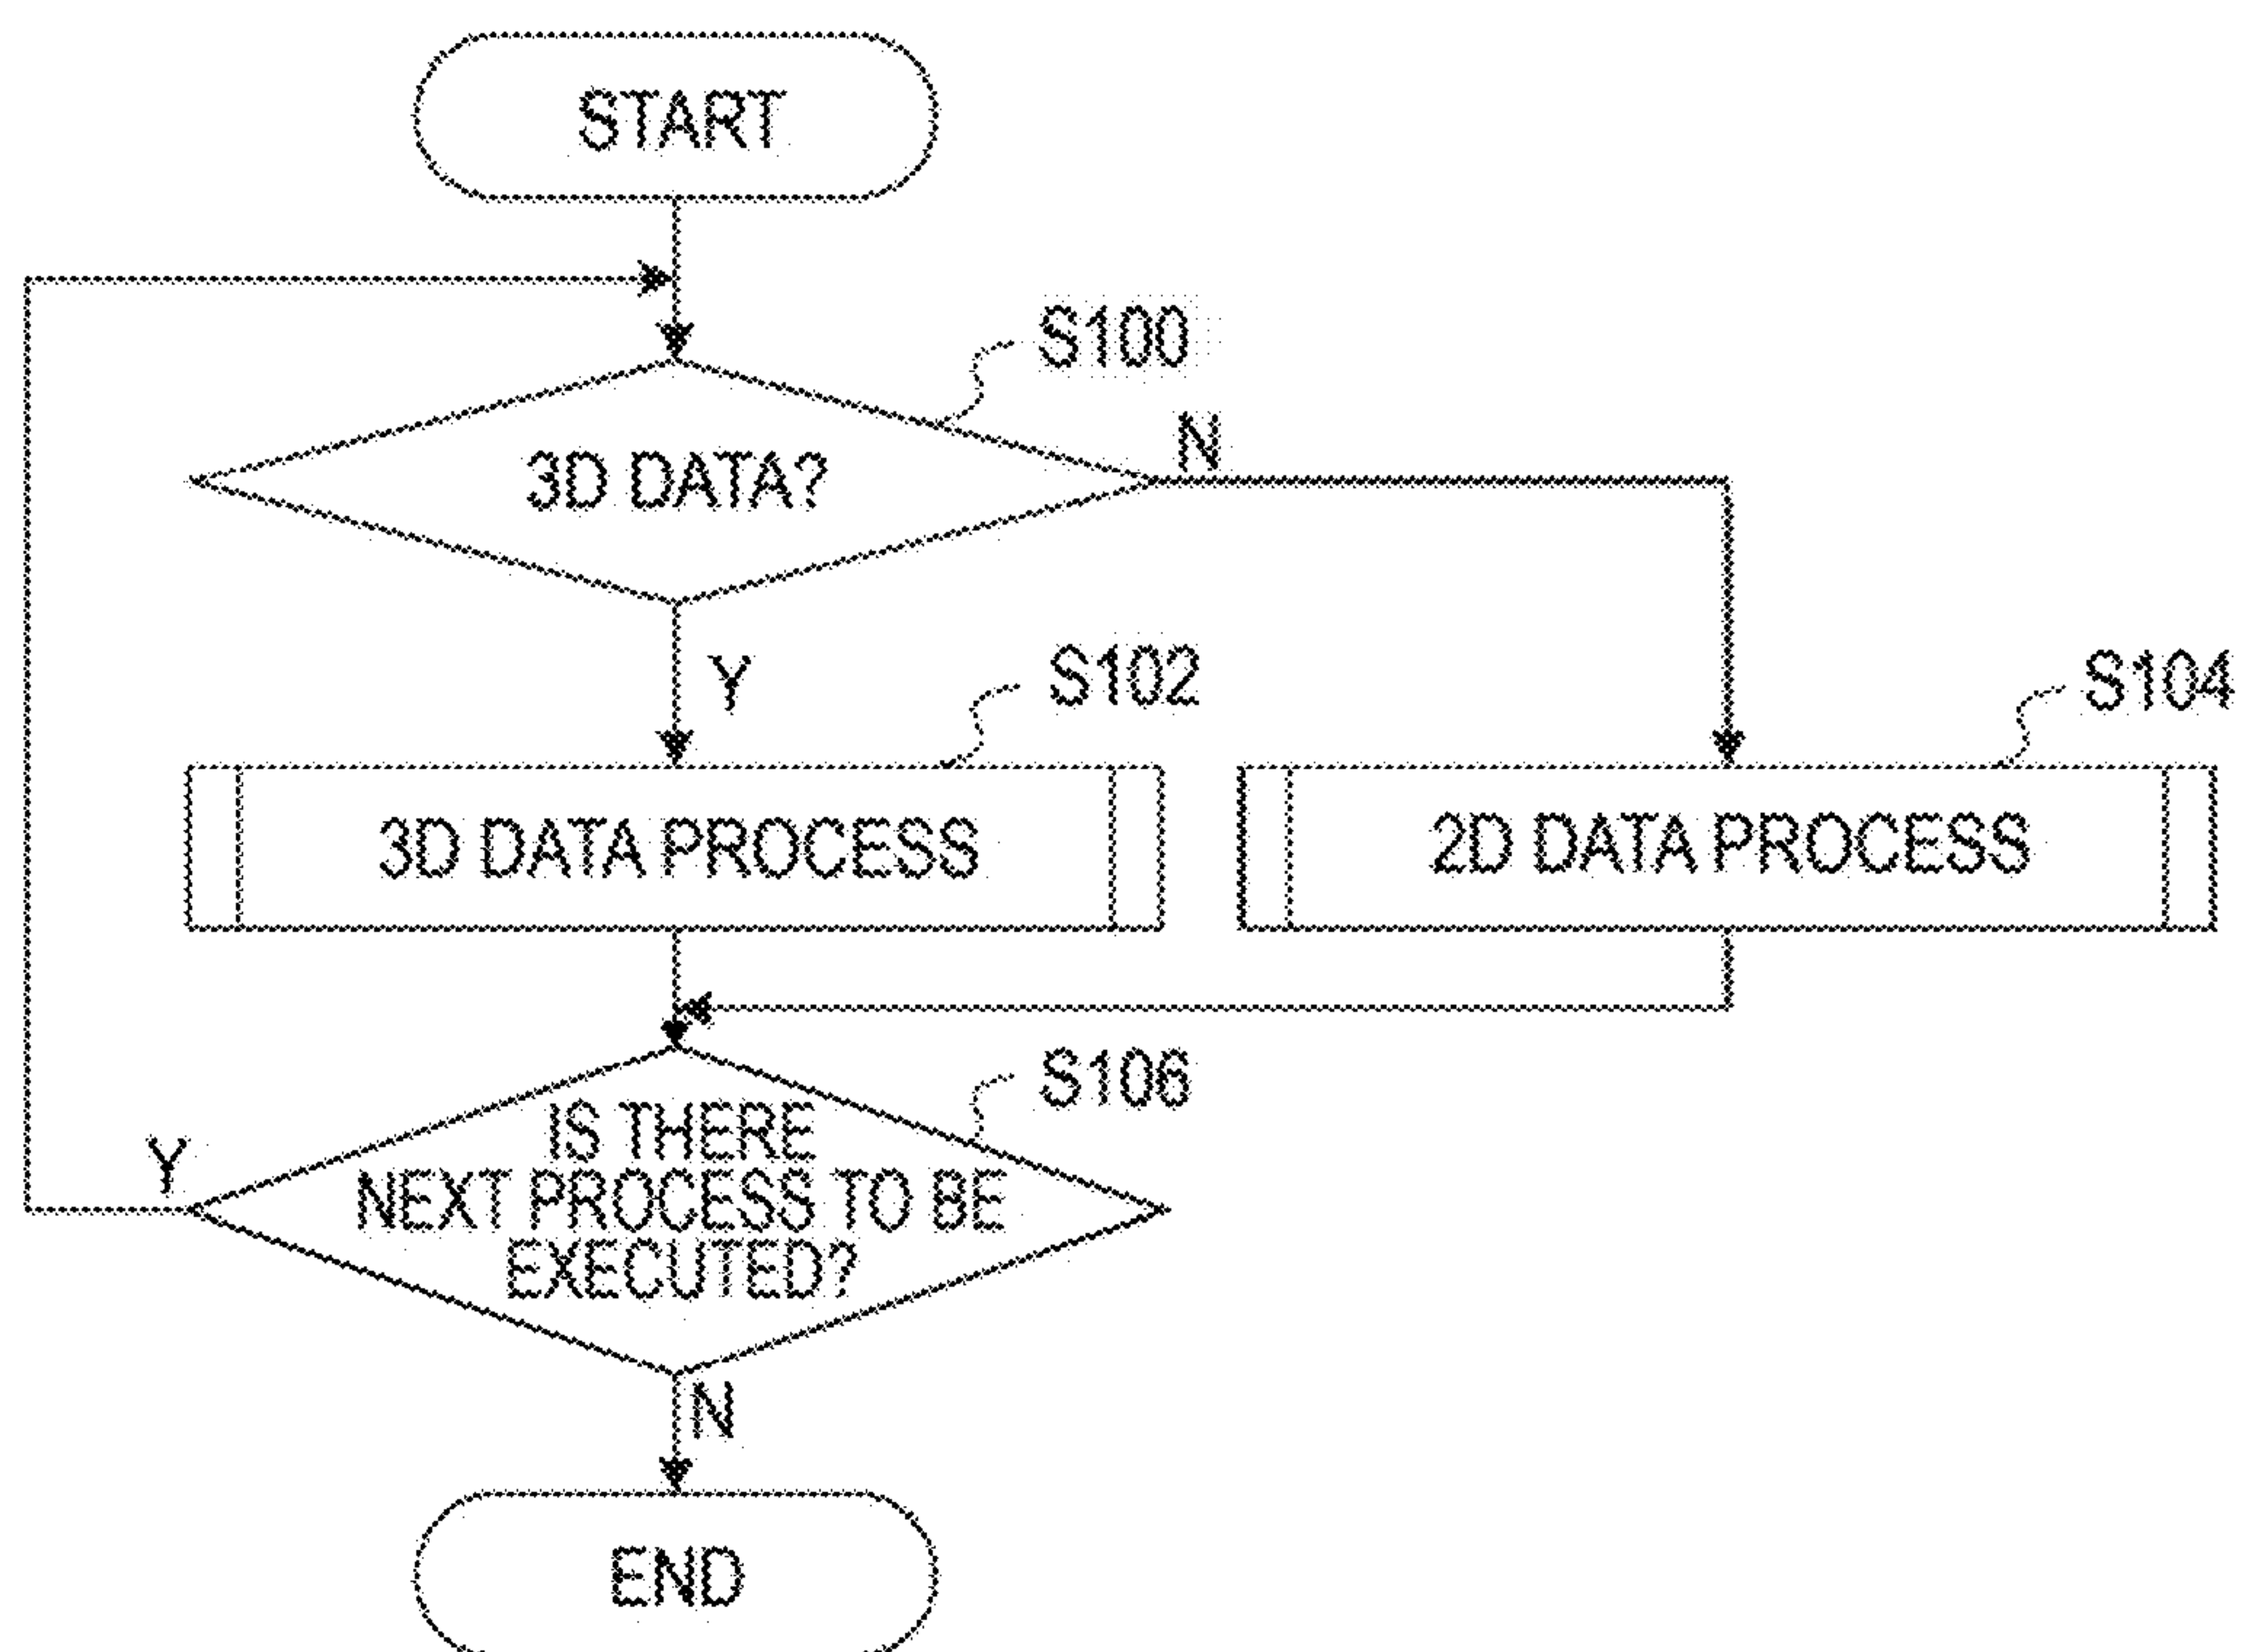 START
S100
3D DATA?
N
Y
S102
S104
3D DATA PROCESS
2D DATA PROCESS
S106
IS THERE
NEXT PROCESS TO BE
EXECUTED?
Y
N
END